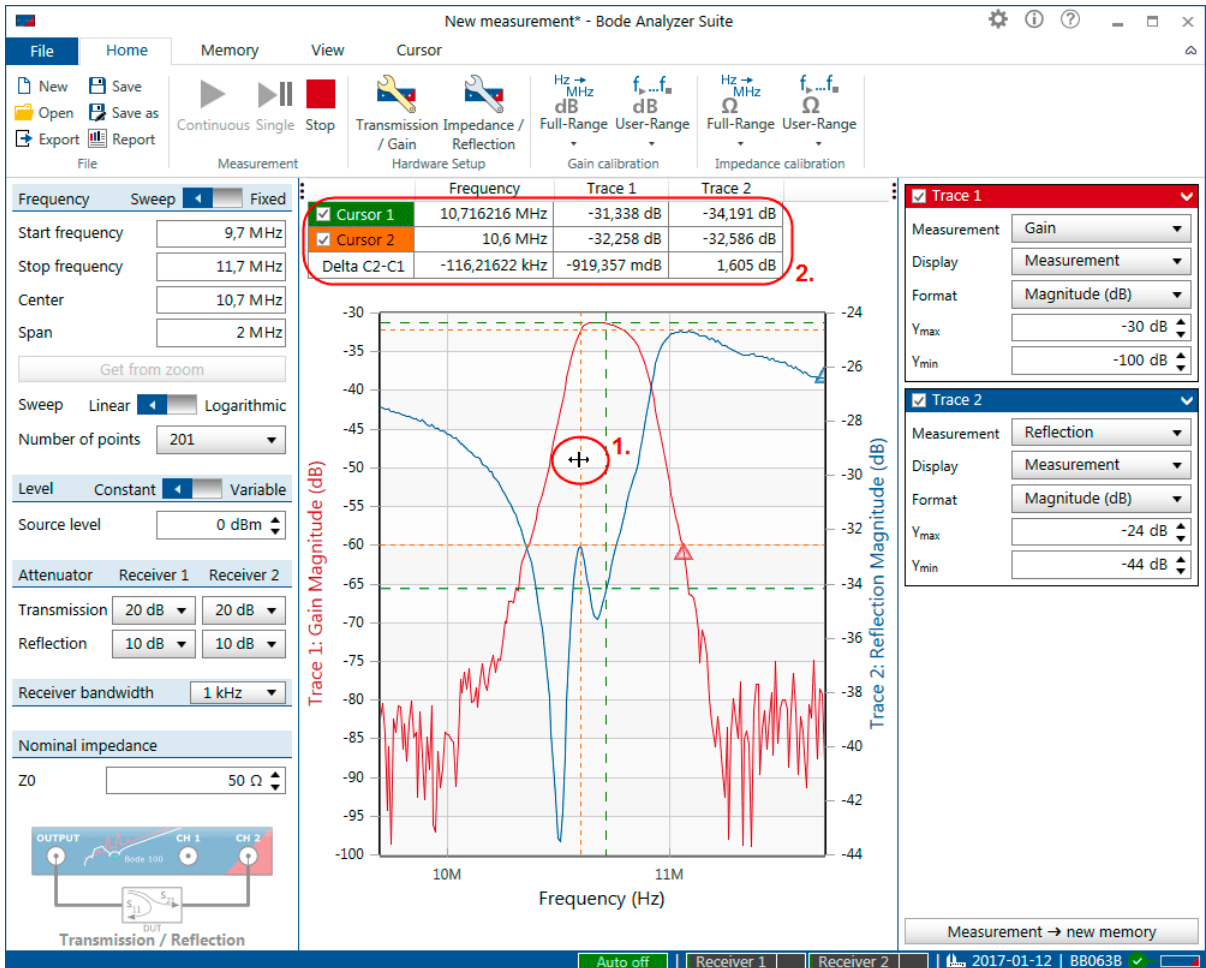 New measurement* - Bode Analyzer Suite
File Home Memory View Cursor
New Save
Open Save as
Export Report
File
Continuous Single Stop
Measurement
Transmission / Gain
Impedance / Reflection
Hardware Setup
Hz → MHz dB Full-Range
f▸...f■ dB User-Range
Gain calibration
Hz → MHz Ω Full-Range
f▸...f■ Ω User-Range
Impedance calibration
Frequency Sweep Fixed
Start frequency 9,7 MHz
Stop frequency 11,7 MHz
Center 10,7 MHz
Span 2 MHz
Get from zoom
Sweep Linear Logarithmic
Number of points 201
Level Constant Variable
Source level 0 dBm
Attenuator Receiver 1 Receiver 2
Transmission 20 dB 20 dB
Reflection 10 dB 10 dB
Receiver bandwidth 1 kHz
Nominal impedance
Z0 50 Ω
OUTPUT CH 1 CH 2
Bode 100
S11 S21
DUT
Transmission / Reflection
Frequency Trace 1 Trace 2
Cursor 1 10,716216 MHz -31,338 dB -34,191 dB
Cursor 2 10,6 MHz -32,258 dB -32,586 dB
Delta C2-C1 -116,21622 kHz -919,357 mdB 1,605 dB
2.
1.
Trace 1: Gain Magnitude (dB)
-30
-35
-40
-45
-50
-55
-60
-65
-70
-75
-80
-85
-90
-95
-100
-24
-26
-28
-30
-32
-34
-36
-38
-40
-42
-44
Trace 2: Reflection Magnitude (dB)
10M 11M
Frequency (Hz)
Trace 1
Measurement Gain
Display Measurement
Format Magnitude (dB)
Ymax -30 dB
Ymin -100 dB
Trace 2
Measurement Reflection
Display Measurement
Format Magnitude (dB)
Ymax -24 dB
Ymin -44 dB
Measurement → new memory
Auto off | Receiver 1 Receiver 2 | 2017-01-12 | BB063B